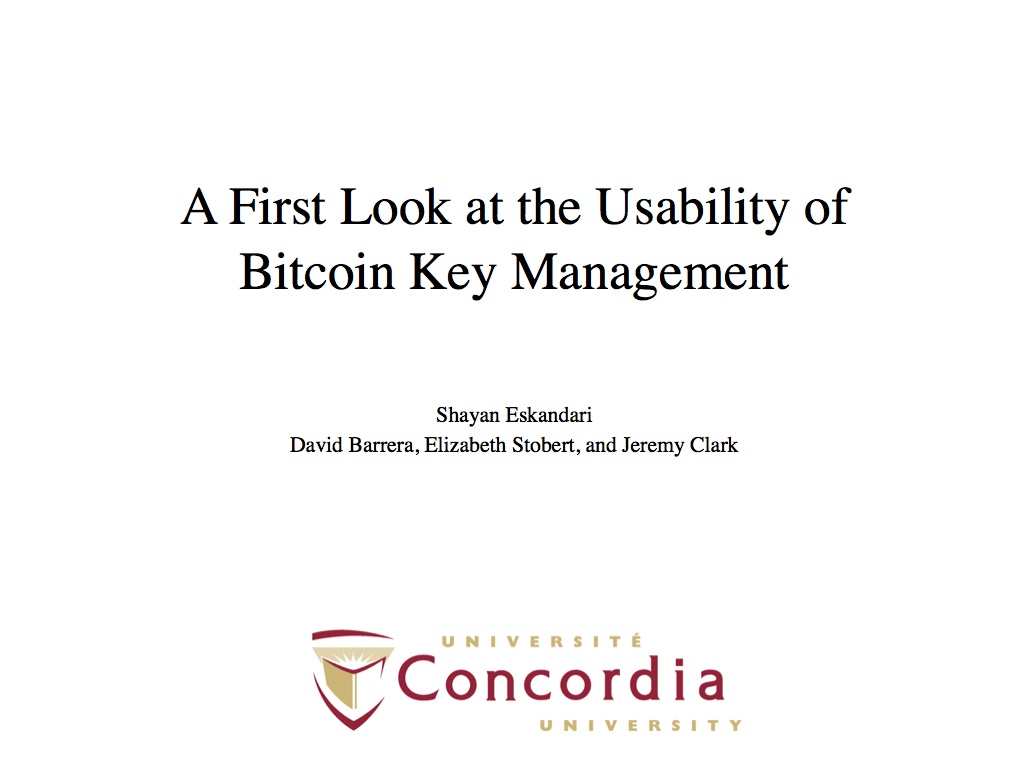 A First Look at the Usability of
Bitcoin Key Management
Shayan Eskandari
David Barrera, Elizabeth Stobert, and Jeremy Clark
UNIVERSITÉ
Concordia
UNIVERSITY